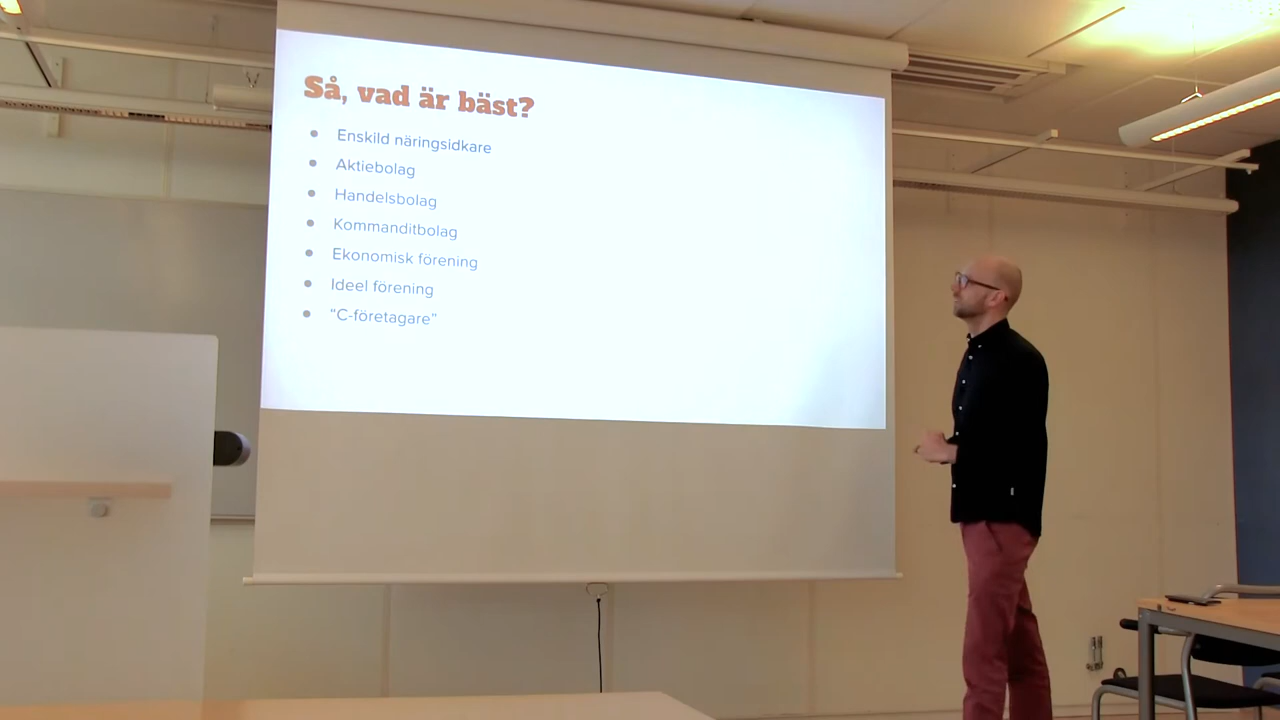 Så, vad är bäst?
Enskild näringsidkare
Aktiebolag
Handelsbolag
Kommanditbolag
Ekonomisk förening
Ideel förening
"C-företagare"